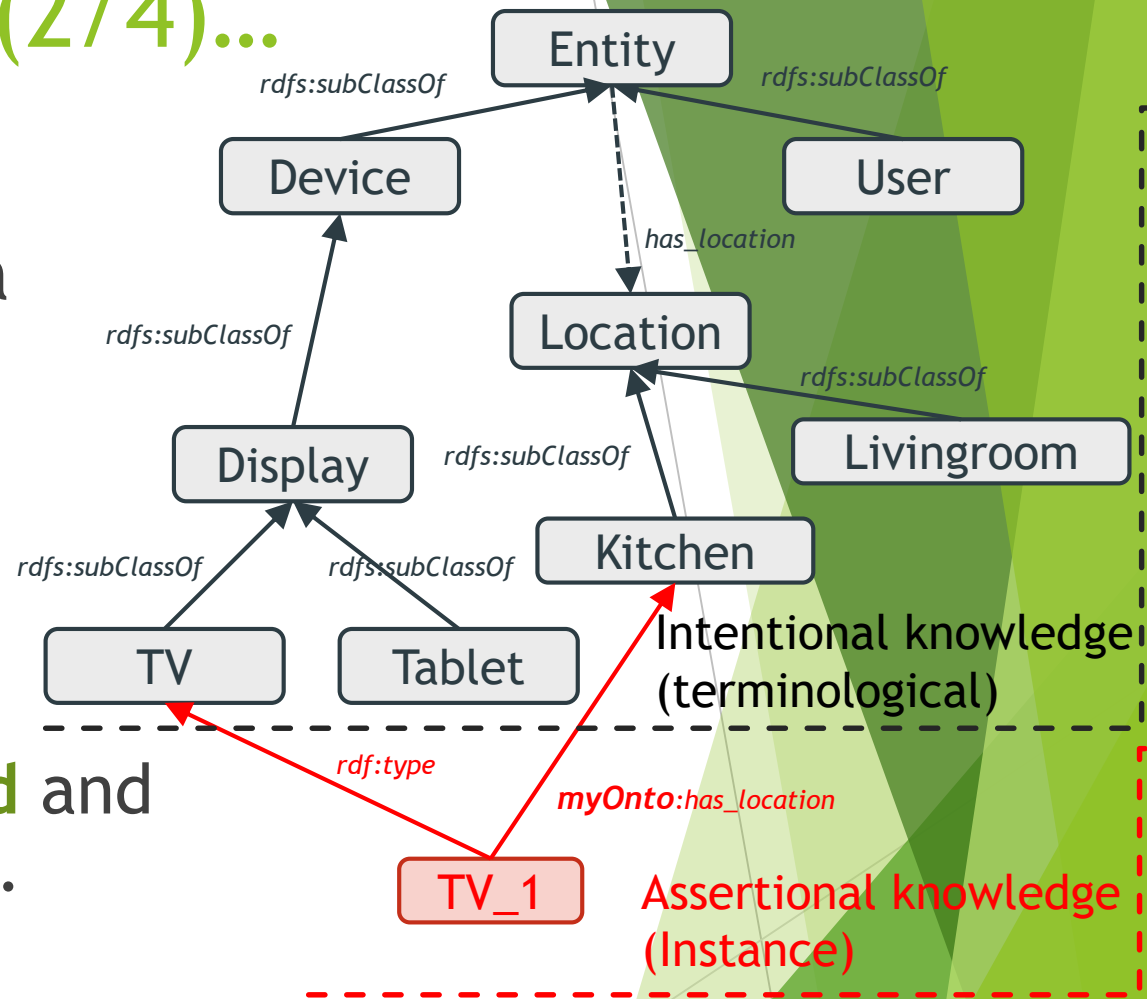 (2/4)…
Entity
rdfs:subClassOf
rdfs:subClassOf
Device
User
has_location
rdfs:subClassOf
Location
rdfs:subClassOf
Display
rdfs:subClassOf
Livingroom
Kitchen
rdfs:subClassOf
rdfs:subClassOf
TV
Tablet
Intentional knowledge
(terminological)
rdf:type
and
myOnto:has_location
TV_1
Assertional knowledge
(Instance)